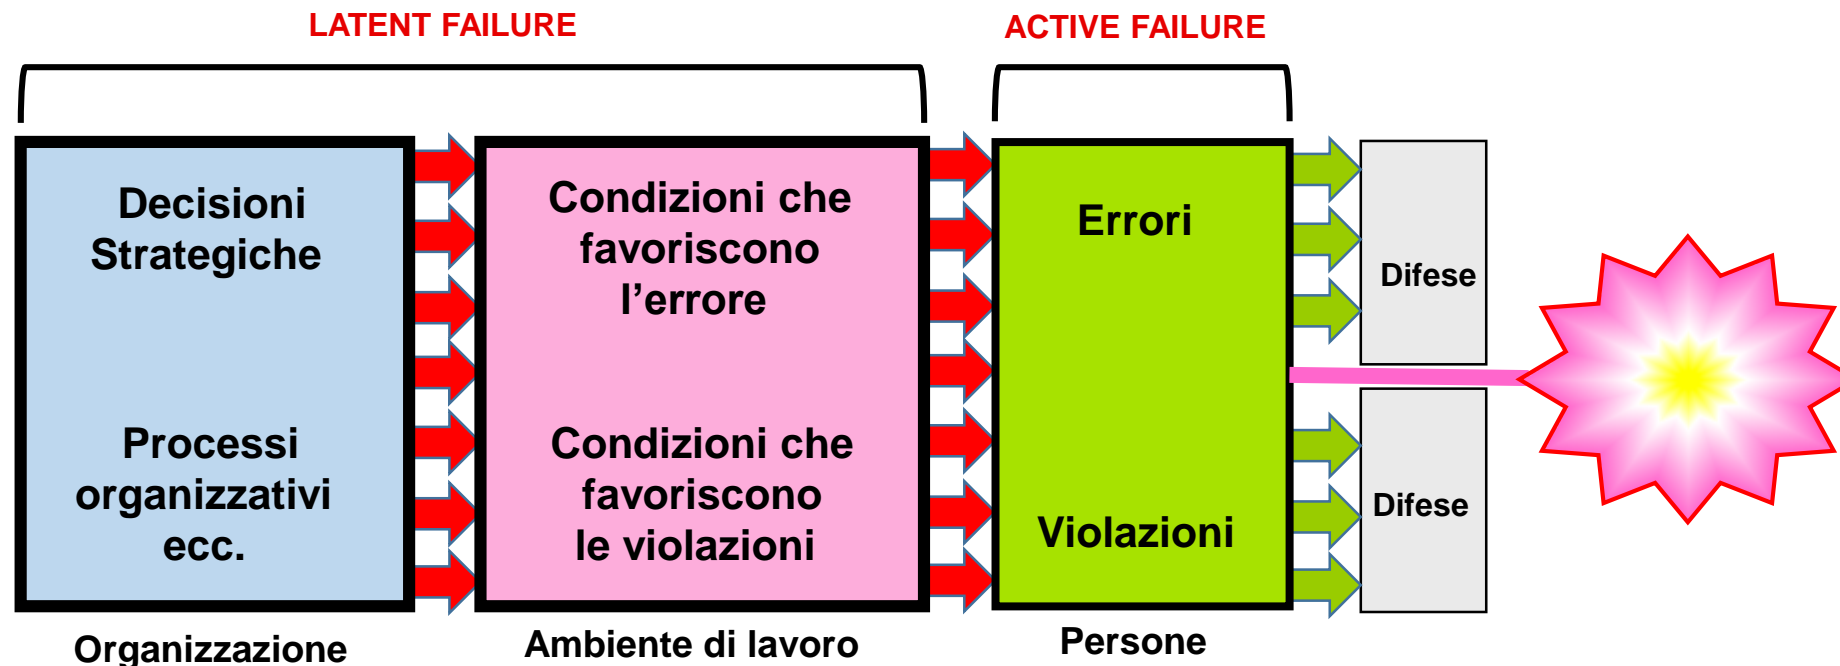 LATENT FAILURE
ACTIVE FAILURE
Decisioni
Strategiche
Processi
organizzativi
ecc.
Condizioni che
favoriscono
l’errore
Condizioni che
favoriscono
le violazioni
Errori
Violazioni
Difese
Difese
Organizzazione
Ambiente di lavoro
Persone